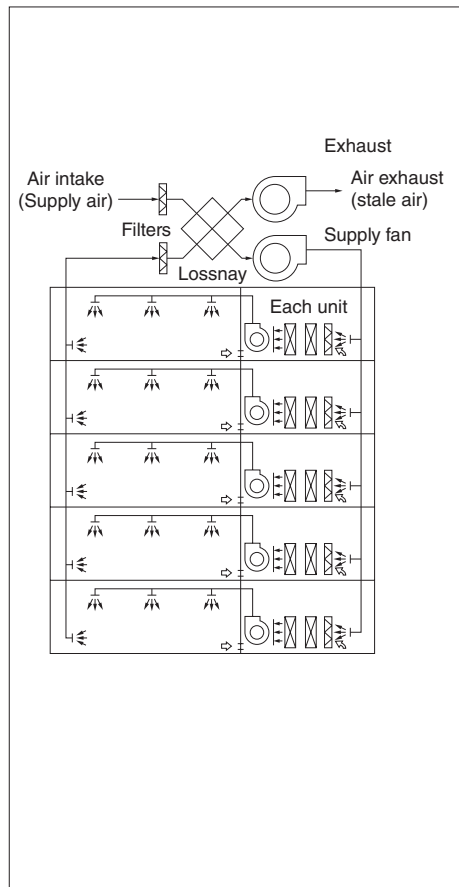 Exhaust
Air intake
(Supply air)
Air exhaust
(stale air)
Filters
Supply fan
Lossnay
Each unit